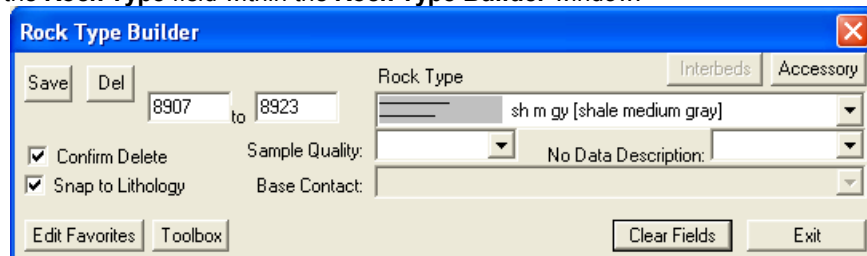 the Rock Type field within the Rock Type Builder window
Rock Type Builder
Save Del Rock Type Interbeds Accessory
8907 to 8923 sh m gy [shale medium gray]
Confirm Delete Sample Quality: No Data Description:
Snap to Lithology Base Contact:
Edit Favorites Toolbox Clear Fields Exit